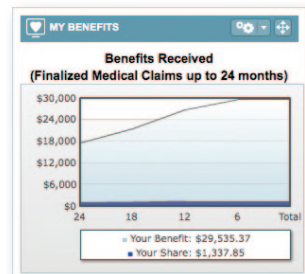 MY BENEFITS
Benefits Received
(Finalized Medical Claims up to 24 months)
$30,000
$24,000
$18,000
$12,000
$6,000
$0
24 18 12 6 Total
Your Benefit: $29,535.37
Your Share: $1,337.85